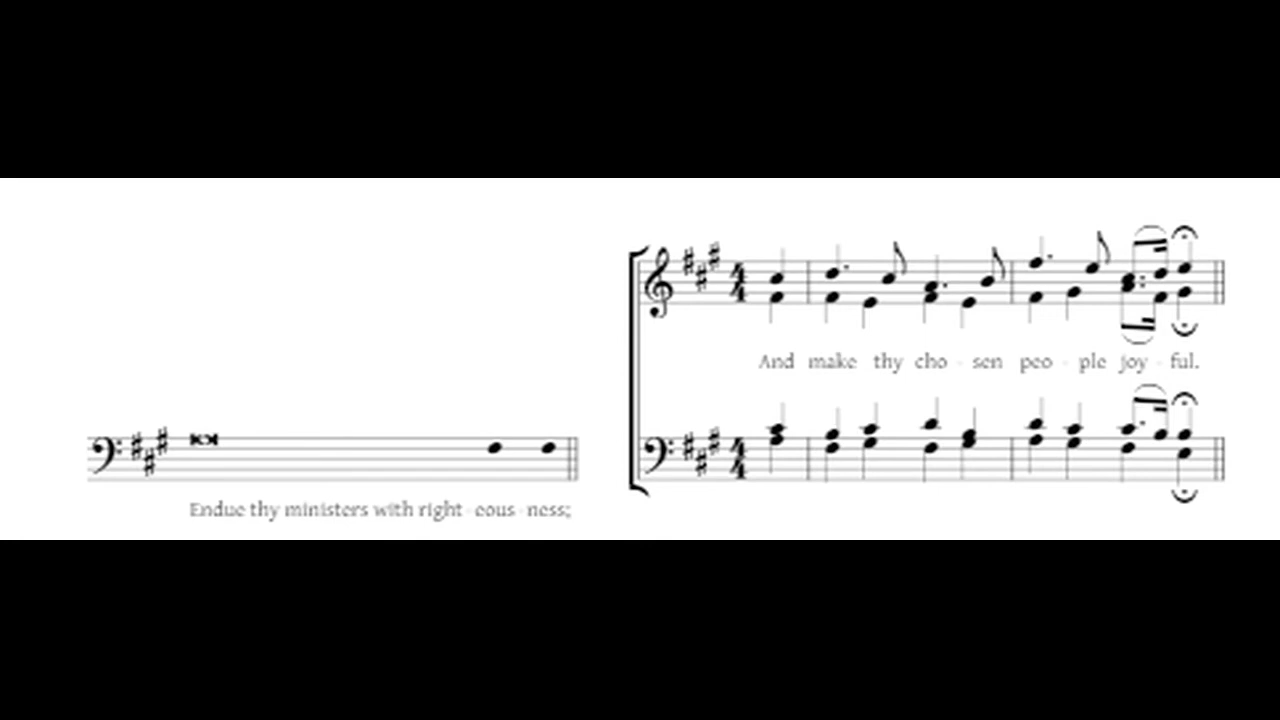 Endue thy ministers with right - eous - ness;
And make thy cho - sen peo - ple joy - ful.